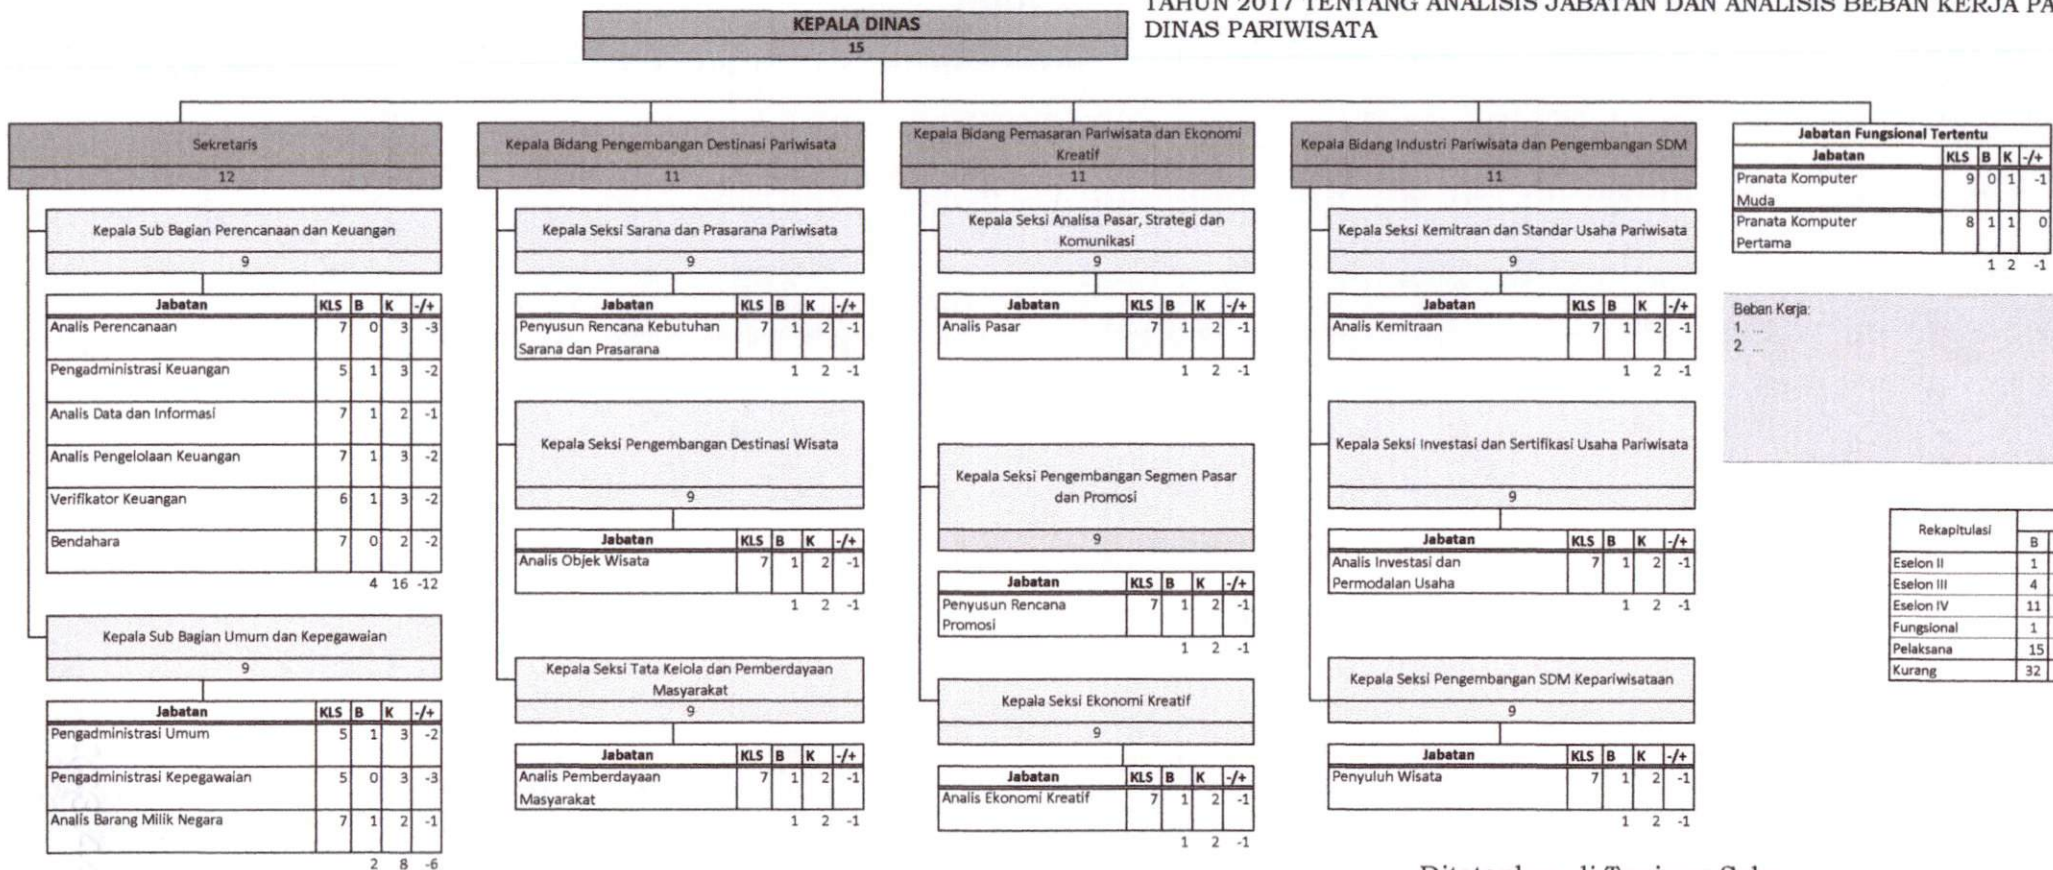 TAHUN 2017 TENTANG ANALISIS JABATAN DAN ANALISIS BEBAN KERJA PA
DINAS PARIWISATA
KEPALA DINAS
15
Sekretaris
12
Kepala Sub Bagian Perencanaan dan Keuangan
9
Jabatan KLS B K -/+
Analis Perencanaan 7 0 3 -3
Pengadministrasi Keuangan 5 1 3 -2
Analis Data dan Informasi 7 1 2 -1
Analis Pengelolaan Keuangan 7 1 3 -2
Verifikator Keuangan 6 1 3 -2
Bendahara 7 0 2 -2
4 16 -12
Kepala Sub Bagian Umum dan Kepegawaian
9
Jabatan KLS B K -/+
Pengadministrasi Umum 5 1 3 -2
Pengadministrasi Kepegawaian 5 0 3 -3
Analis Barang Milik Negara 7 1 2 -1
2 8 -6
Kepala Bidang Pengembangan Destinasi Pariwisata
11
Kepala Seksi Sarana dan Prasarana Pariwisata
9
Jabatan KLS B K -/+
Penyusun Rencana Kebutuhan 7 1 2 -1
Sarana dan Prasarana
1 2 -1
Kepala Seksi Pengembangan Destinasi Wisata
9
Jabatan KLS B K -/+
Analis Objek Wisata 7 1 2 -1
1 2 -1
Kepala Seksi Tata Kelola dan Pemberdayaan
Masyarakat
9
Jabatan KLS B K -/+
Analis Pemberdayaan 7 1 2 -1
Masyarakat
1 2 -1
Kepala Bidang Pemasaran Pariwisata dan Ekonomi
Kreatif
11
Kepala Seksi Analisa Pasar, Strategi dan
Komunikasi
9
Jabatan KLS B K -/+
Analis Pasar 7 1 2 -1
1 2 -1
Kepala Seksi Pengembangan Segmen Pasar
dan Promosi
9
Jabatan KLS B K -/+
Penyusun Rencana 7 1 2 -1
Promosi
1 2 -1
Kepala Seksi Ekonomi Kreatif
9
Jabatan KLS B K -/+
Analis Ekonomi Kreatif 7 1 2 -1
1 2 -1
Kepala Bidang Industri Pariwisata dan Pengembangan SDM
11
Kepala Seksi Kemitraan dan Standar Usaha Pariwisata
9
Jabatan KLS B K -/+
Analis Kemitraan 7 1 2 -1
1 2 -1
Kepala Seksi Investasi dan Sertifikasi Usaha Pariwisata
9
Jabatan KLS B K -/+
Analis Investasi dan 7 1 2 -1
Permodalan Usaha
1 2 -1
Kepala Seksi Pengembangan SDM Kepariwisataan
9
Jabatan KLS B K -/+
Penyuluh Wisata 7 1 2 -1
1 2 -1
Jabatan Fungsional Tertentu
Jabatan KLS B K -/+
Pranata Komputer 9 0 1 -1
Muda
Pranata Komputer 8 1 1 0
Pertama
1 2 -1
Beban Kerja:
1. ...
2. ...
Rekapitulasi B
Eselon II 1
Eselon III 4
Eselon IV 11
Fungsional 1
Pelaksana 15
Kurang 32